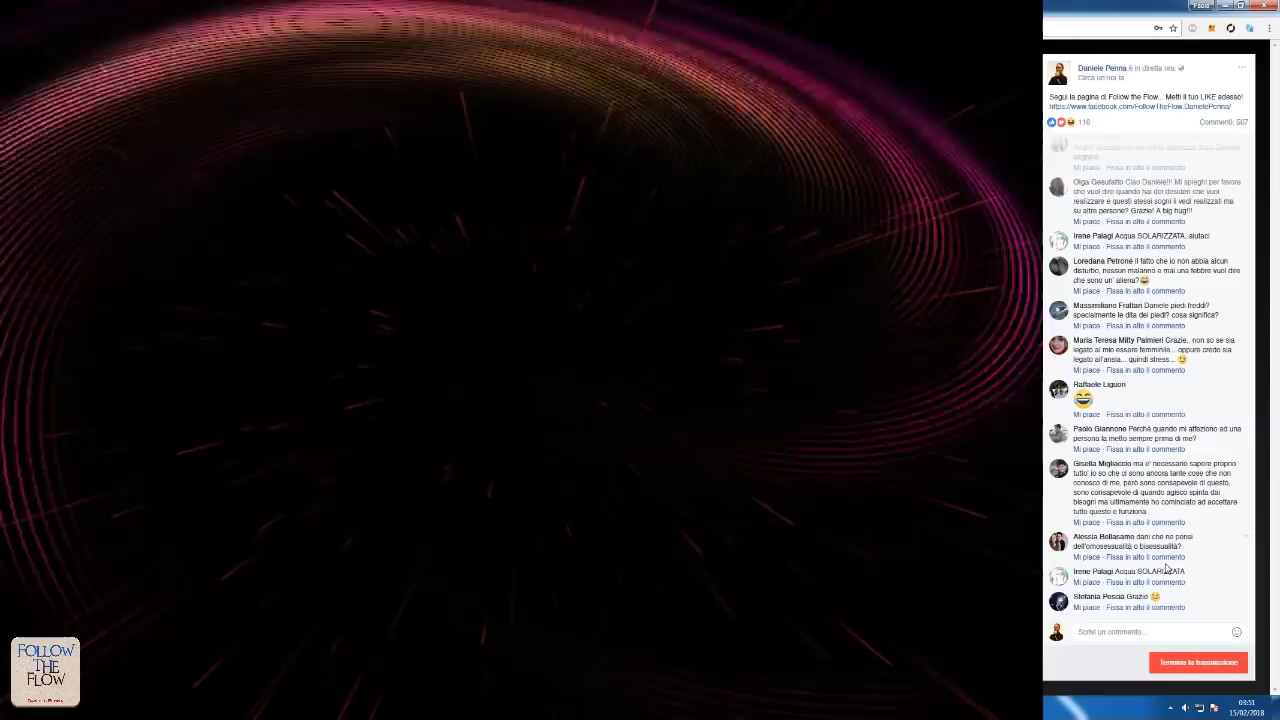 Paola
Daniele Penna è in diretta ora.
Circa un'ora fa
Segui la pagina di Follow the Flow... Metti il tuo LIKE adesso!
https://www.facebook.com/FollowTheFlow.DanielePenna/
116
Commenti: 567
Mi piace · Fissa in alto il commento
Olga Gesufatto Ciao Daniele!!! Mi spieghi per favore
che vuol dire quando hai dei desideri che vuoi
realizzare e questi stessi sogni li vedi realizzati ma
su altre persone? Grazie! A big hug!!!
Mi piace · Fissa in alto il commento
Irene Palagi Acqua SOLARIZZATA..aiutaci
Mi piace · Fissa in alto il commento
Loredana Petrone Il fatto che io non abbia alcun
disturbo, nessun malanno e mai una febbre vuol dire
che sono un' aliena?😂
Mi piace · Fissa in alto il commento
Massimiliano Frattari Daniele piedi freddi?
specialmente le dita dei piedi? cosa significa?
Mi piace · Fissa in alto il commento
Maria Teresa Mitty Palmieri Grazie.. non so se sia
legato al mio essere femminile... oppure credo sia
legato all'ansia... quindi stress... 😉
Mi piace · Fissa in alto il commento
Raffaele Liguori
😂
Mi piace · Fissa in alto il commento
Paolo Giannone Perché quando mi affeziono ad una
persona la metto sempre prima di me?
Mi piace · Fissa in alto il commento
Gisella Migliaccio ma e' necessario sapere proprio
tutto' io so che ci sono ancora tante cose che non
conosco di me, però sono consapevole di questo,
sono consapevole di quando agisco spinta dai
bisogni ma ultimamente ho cominciato ad accettare
tutto questo e funziona
Mi piace · Fissa in alto il commento
Alessia Bellasame dani che ne pensi
dell'omosessualità o bisessualità?
Mi piace · Fissa in alto il commento
Irene Palagi Acqua SOLARIZZATA
Mi piace · Fissa in alto il commento
Stefania Pescia Grazie 🤗
Mi piace · Fissa in alto il commento
Scrivi un commento...
Termina la trasmissione
03:51
15/02/2018
FOLLOW
THE
FLOW